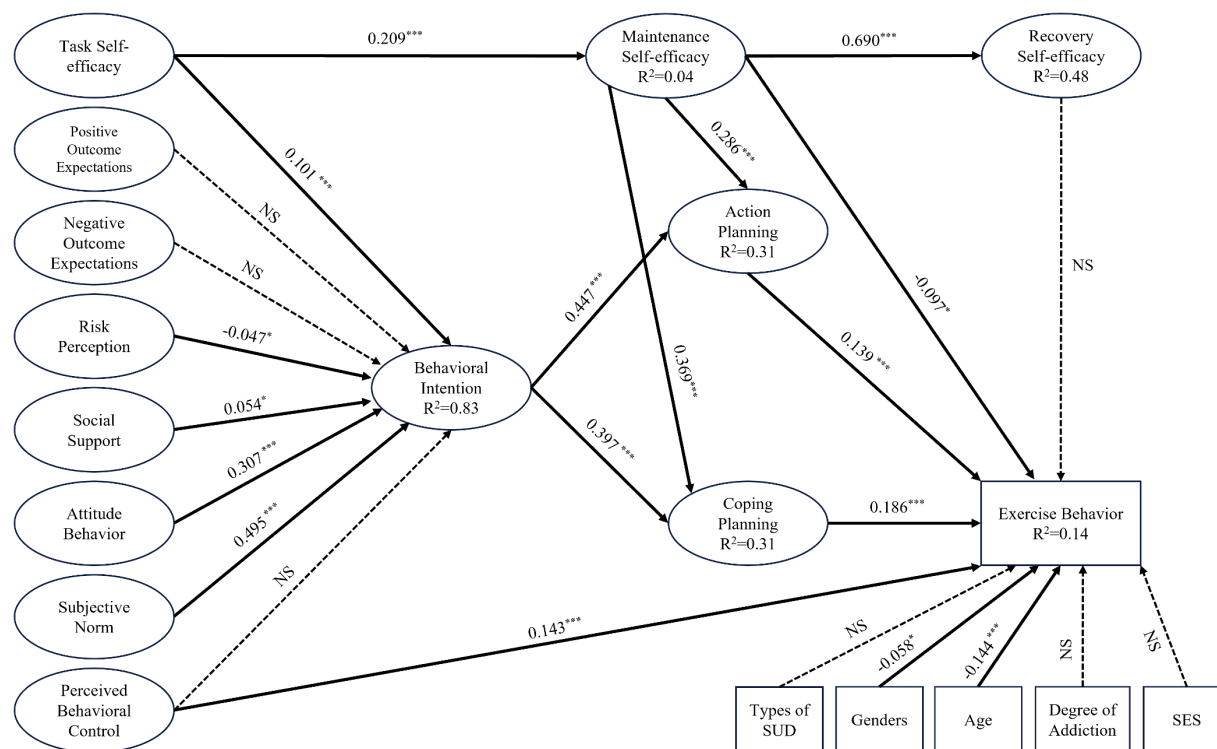 Task Self-
efficacy
0.209***
Maintenance
Self-efficacy
R²=0.04
0.690***
Recovery
Self-efficacy
R²=0.48
Positive
Outcome
Expectations
0.101***
NS
0.286***
Negative
Outcome
Expectations
NS
Action
Planning
R²=0.31
NS
-0.097*
Risk
Perception
-0.047*
0.447***
0.139***
Behavioral
Intention
R²=0.83
0.369***
Social
Support
0.054*
0.307***
0.397***
Attitude
Behavior
0.495***
Coping
Planning
R²=0.31
0.186***
Exercise Behavior
R²=0.14
NS
Subjective
Norm
0.143***
Perceived
Behavioral
Control
NS
-0.058*
-0.144***
NS
NS
Types of
SUD
Genders
Age
Degree of
Addiction
SES